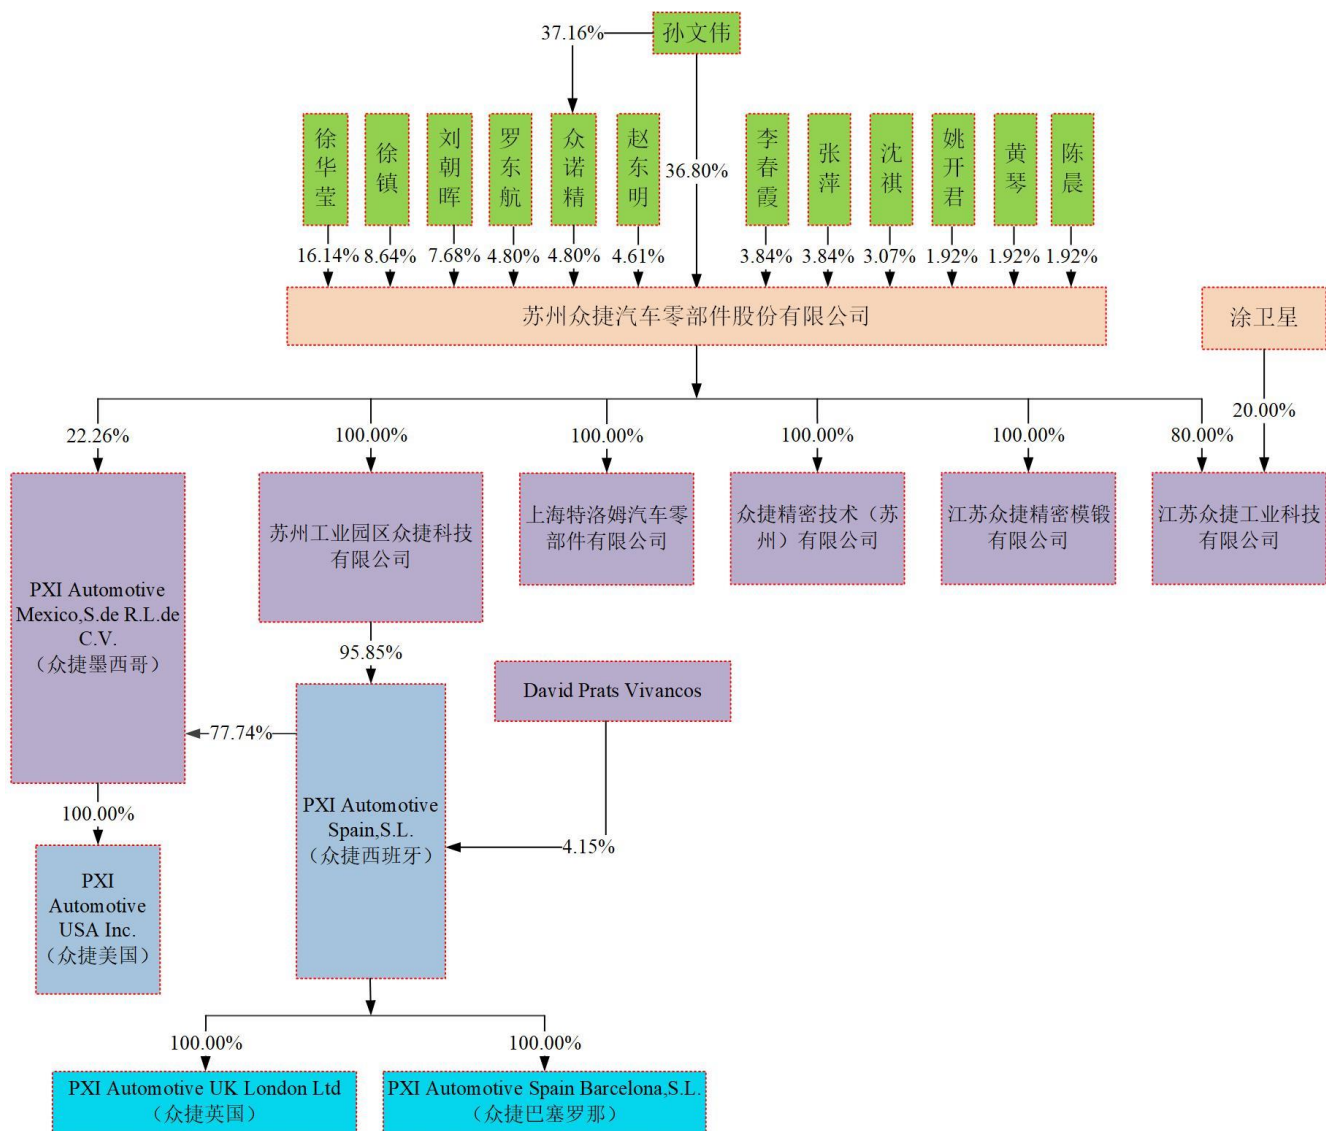 37.16%
孙文伟
徐华莹
徐镇
刘朝晖
罗东航
众诺精
赵东明
36.80%
李春霞
张萍
沈祺
姚开君
黄琴
陈晨
16.14%
8.64%
7.68%
4.80%
4.80%
4.61%
3.84%
3.84%
3.07%
1.92%
1.92%
1.92%
苏州众捷汽车零部件股份有限公司
涂卫星
22.26%
100.00%
100.00%
100.00%
100.00%
80.00%
20.00%
PXI Automotive
Mexico,S.de R.L.de
C.V.
（众捷墨西哥）
苏州工业园区众捷科技
有限公司
上海特洛姆汽车零
部件有限公司
众捷精密技术（苏
州）有限公司
江苏众捷精密模锻
有限公司
江苏众捷工业科技
有限公司
95.85%
David Prats Vivancos
77.74%
PXI Automotive
Spain,S.L.
（众捷西班牙）
4.15%
100.00%
PXI
Automotive
USA Inc.
（众捷美国）
100.00%
100.00%
PXI Automotive UK London Ltd
（众捷英国）
PXI Automotive Spain Barcelona,S.L.
（众捷巴塞罗那）